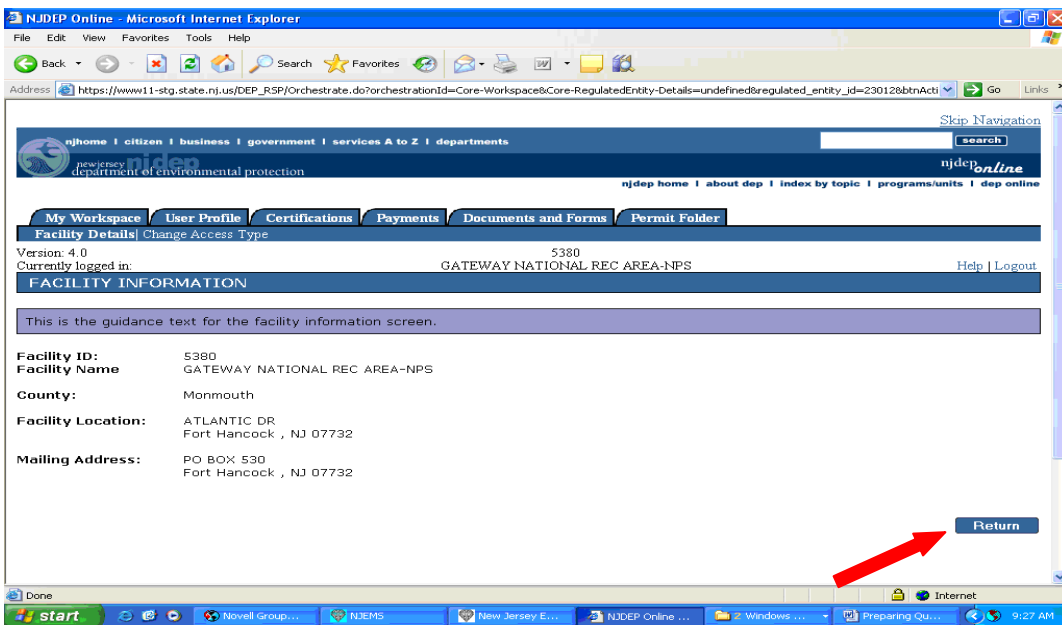 NJDEP Online - Microsoft Internet Explorer
File Edit View Favorites Tools Help
Back Search Favorites
Address https://www11-stg.state.nj.us/DEP_RSP/Orchestrate.do?orchestrationId=Core-Workspace&Core-RegulatedEntity-Details=undefined&regulated_entity_id=23012&btnActi Go Links
Skip Navigation
njhome | citizen | business | government | services A to Z | departments search
newjersey njdep
department of environmental protection
njdep online
njdep home | about dep | index by topic | programs/units | dep online
My Workspace User Profile Certifications Payments Documents and Forms Permit Folder
Facility Details| Change Access Type
Version: 4.0 5380
Currently logged in: GATEWAY NATIONAL REC AREA-NPS Help | Logout
FACILITY INFORMATION
This is the guidance text for the facility information screen.
Facility ID: 5380
Facility Name GATEWAY NATIONAL REC AREA-NPS
County: Monmouth
Facility Location: ATLANTIC DR
Fort Hancock , NJ 07732
Mailing Address: PO BOX 530
Fort Hancock , NJ 07732
Return
Done Internet
start Novell Group... NJEMS New Jersey E... NJDEP Online ... 2 Windows ... Preparing Qu... 9:27 AM